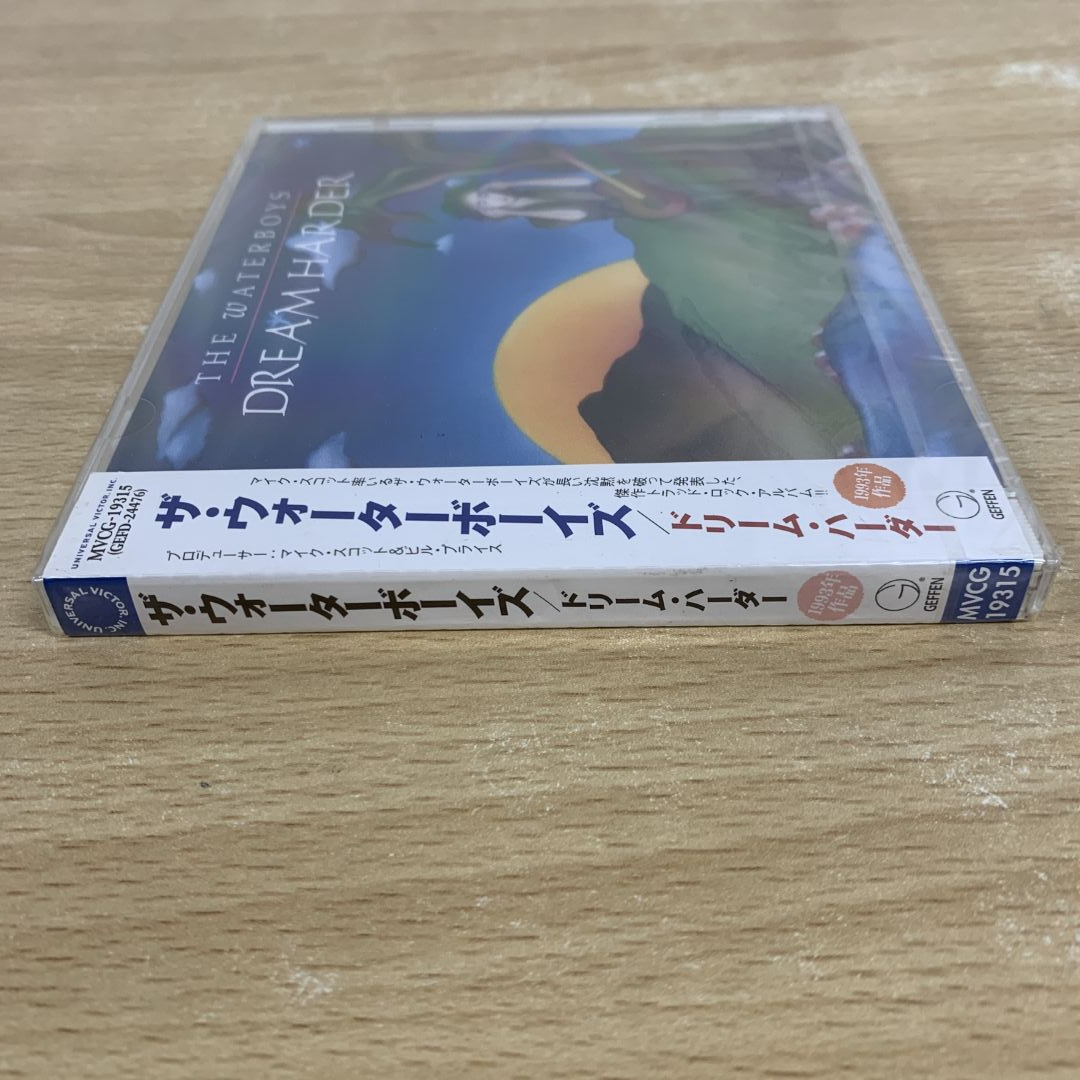 THE WATERBOYS
DREAM HARDER
UNIVERSAL VICTOR, INC.
MVCG-19315
(GEED-24476)
マイク・スコット率いるザ・ウォーターボーイズが長い沈黙を破って発表した、
傑作トラッド・ロック・アルバム!!
ザ・ウォーターボーイズ/ドリーム・ハーダー
プロデューサー:マイク・スコット&ビル・プライス
1993年
作品
GEFFEN
UNIVERSAL VICTOR, INC.
ザ・ウォーターボーイズ/ドリーム・ハーダー
1993年
作品
GEFFEN
MVCG
19315